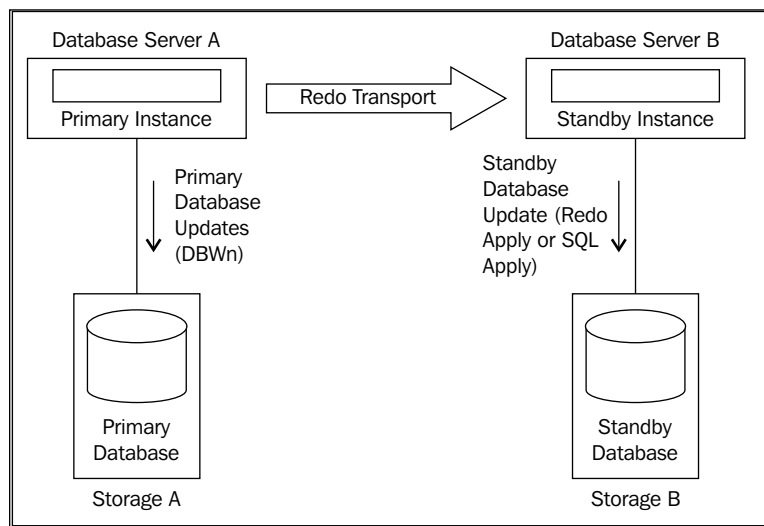 Database Server A
Primary Instance
Redo Transport
Database Server B
Standby Instance
Primary
Database
Updates
(DBWn)
Standby
Database
Update (Redo
Apply or SQL
Apply)
Primary
Database
Storage A
Standby
Database
Storage B